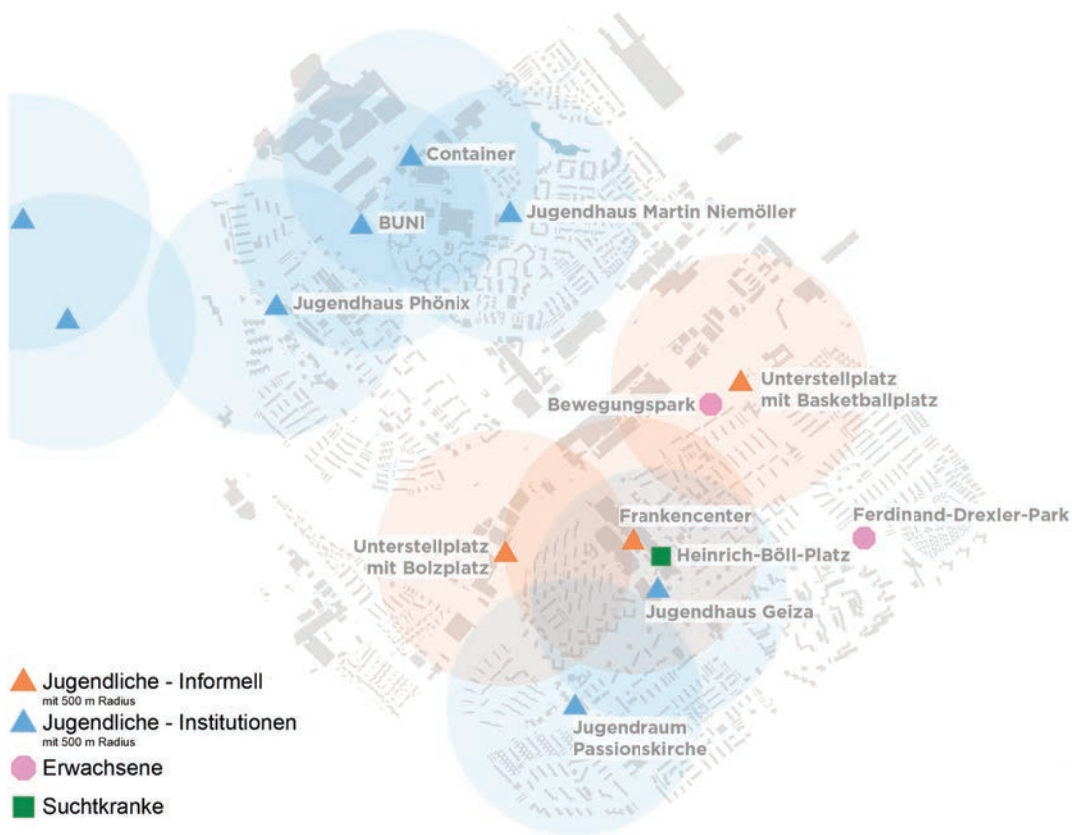 Container
Jugendhaus Martin Niemöller
BUNI
Jugendhaus Phönix
Unterstellplatz
mit Basketballplatz
Bewegungspark
Frankencenter
Ferdinand-Drexler-Park
Unterstellplatz
mit Bolzplatz
Heinrich-Böll-Platz
Jugendhaus Geiza
Jugendraum
Passionskirche
Jugendliche - Informell
mit 500 m Radius
Jugendliche - Institutionen
mit 500 m Radius
Erwachsene
Suchtkranke